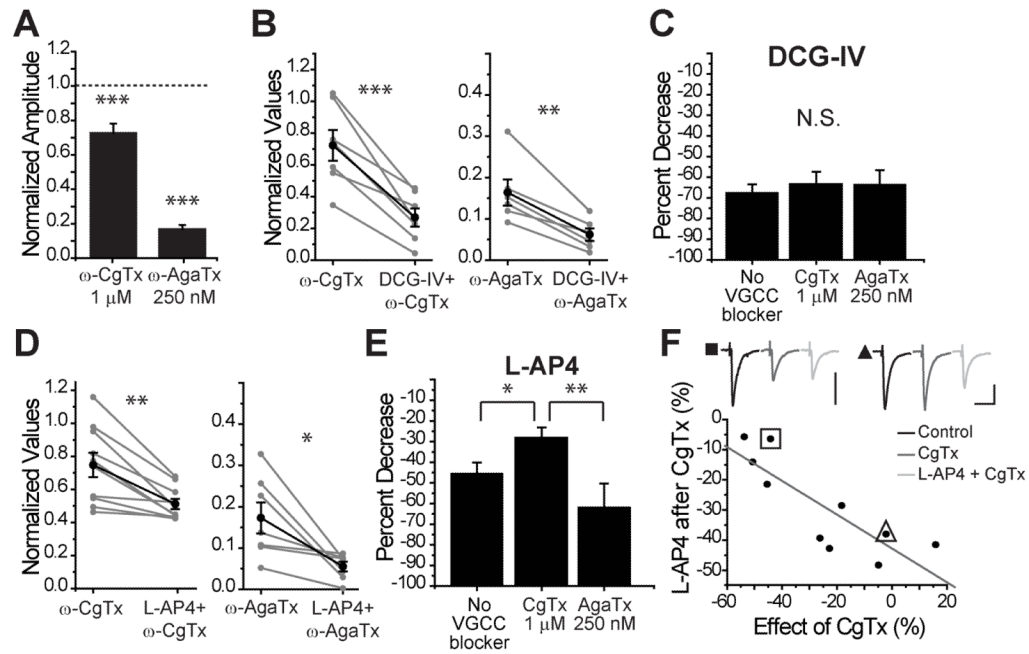 A
Normalized Amplitude
1.2
1.0
0.8
0.6
0.4
0.2
0.0
***
***
ω-CgTx
1 μM
ω-AgaTx
250 nM
B
Normalized Values
1.2
1.0
0.8
0.6
0.4
0.2
0.0
***
ω-CgTx
DCG-IV+
ω-CgTx
0.4
0.3
0.2
0.1
0.0
**
ω-AgaTx
DCG-IV+
ω-AgaTx
C
DCG-IV
Percent Decrease
-10
-20
-30
-40
-50
-60
-70
-80
-90
-100
N.S.
No
VGCC
blocker
CgTx
1 μM
AgaTx
250 nM
D
Normalized Values
1.2
1.0
0.8
0.6
0.4
0.2
0.0
**
ω-CgTx
L-AP4+
ω-CgTx
0.4
0.3
0.2
0.1
0.0
*
ω-AgaTx
L-AP4+
ω-AgaTx
E
L-AP4
Percent Decrease
-10
-20
-30
-40
-50
-60
-70
-80
-90
-100
*
**
No
VGCC
blocker
CgTx
1 μM
AgaTx
250 nM
F
L-AP4 after CgTx (%)
0
-10
-20
-30
-40
-50
Control
CgTx
L-AP4 + CgTx
-60
-40
-20
0
20
Effect of CgTx (%)